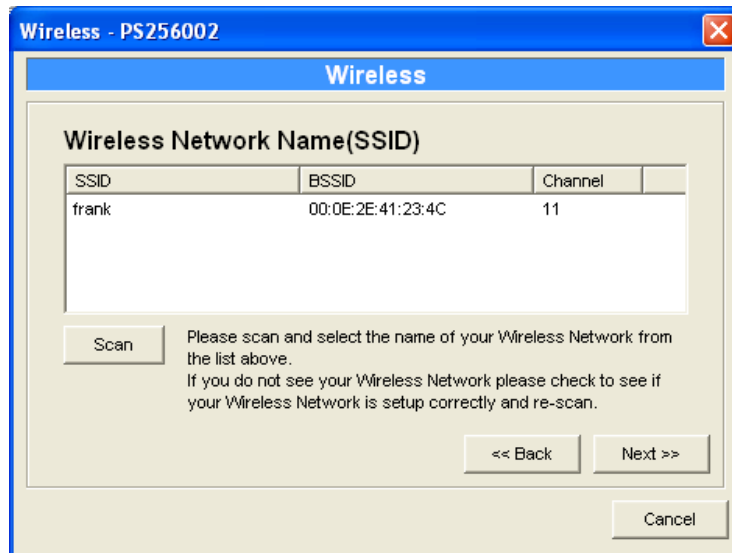 Wireless - PS256002
Wireless
Wireless Network Name(SSID)
SSID BSSID Channel
frank 00:0E:2E:41:23:4C 11
Scan
Please scan and select the name of your Wireless Network from
the list above.
If you do not see your Wireless Network please check to see if
your Wireless Network is setup correctly and re-scan.
<< Back Next >>
Cancel